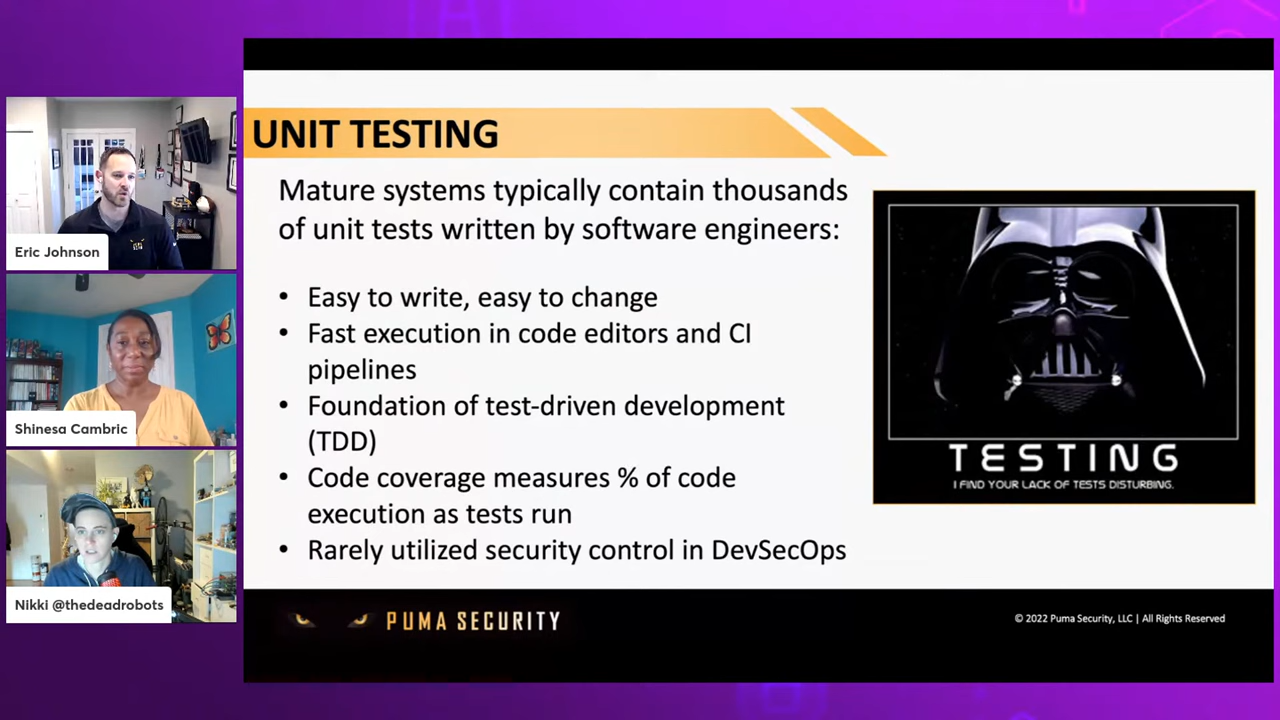 Eric Johnson
Shinesa Cambric
Nikki @thedeadrobots
UNIT TESTING
Mature systems typically contain thousands
of unit tests written by software engineers:
• Easy to write, easy to change
• Fast execution in code editors and CI
pipelines
• Foundation of test-driven development
(TDD)
• Code coverage measures % of code
execution as tests run
• Rarely utilized security control in DevSecOps
TESTING
I FIND YOUR LACK OF TESTS DISTURBING.
PUMA SECURITY
© 2022 Puma Security, LLC | All Rights Reserved